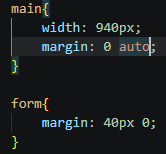 main{
width: 940px;
margin: 0 auto;
}
form{
margin: 40px 0;
}